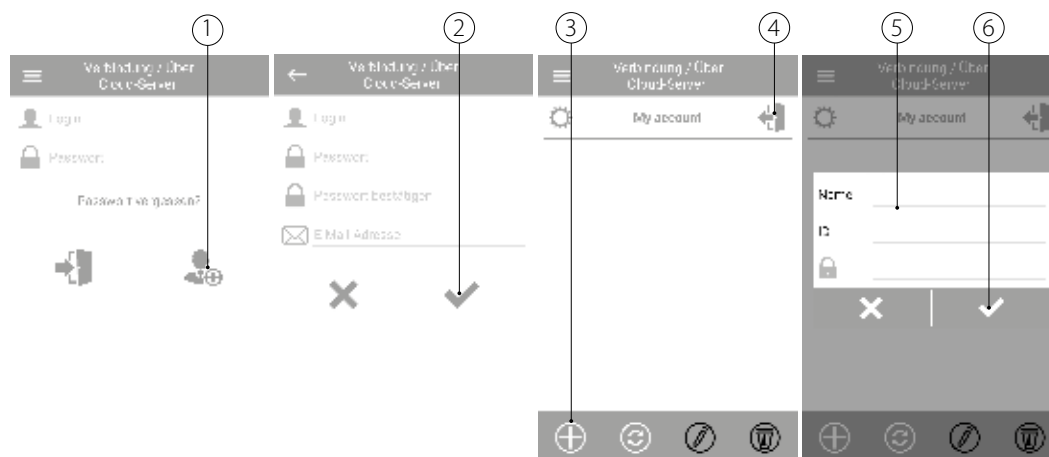 1
2
3
4
5
6
Verbindung / Über
Cloud-Server
Login
Passwort
Passwort vergessen?
Verbindung / Über
Cloud-Server
Login
Passwort
Passwort bestätigen
E-Mail-Adresse
Verbindung / Über
Cloud-Server
My account
Verbindung / Über
Cloud-Server
My account
Name
ID